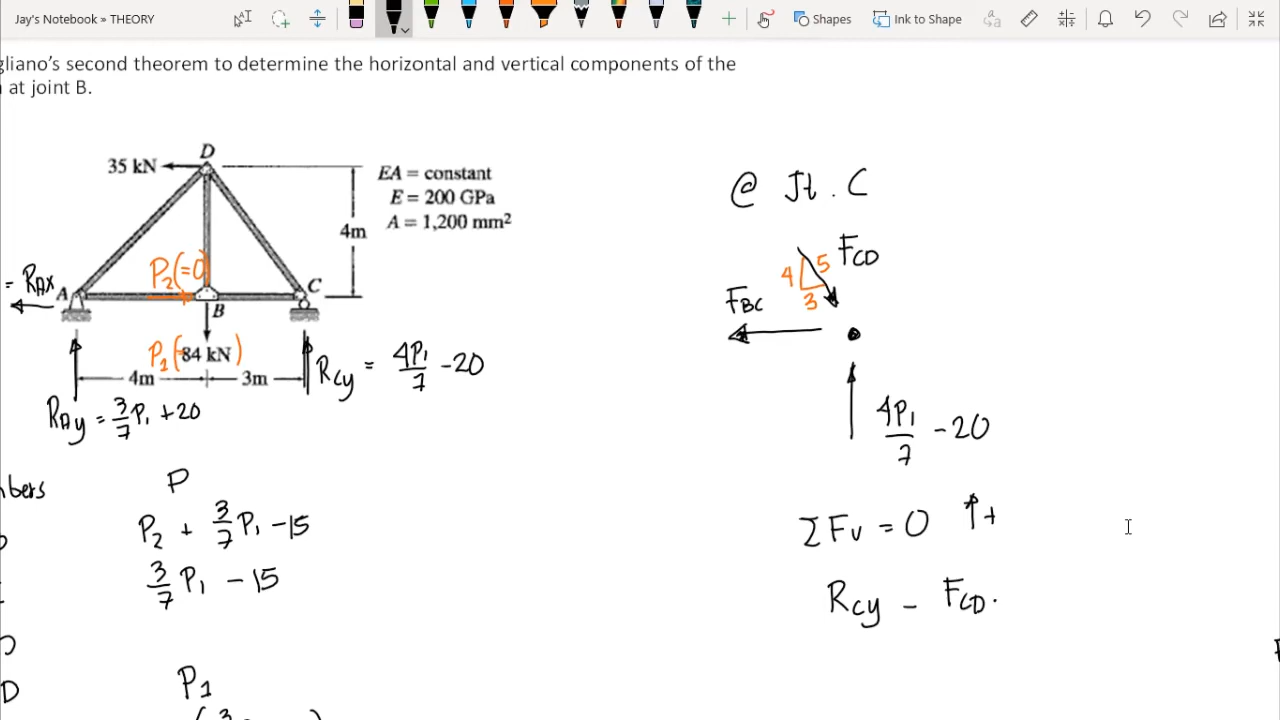 Jay's Notebook » THEORY
Shapes
Ink to Shape
gliano's second theorem to determine the horizontal and vertical components of the
at joint B.
D
35 kN
EA = constant
E = 200 GPa
A = 1,200 mm²
4m
P₂(=0)
= RAX
A
C
B
P₁(=84 kN)
4m
3m
RCy = 4P₁/7 -20
RAy = 3/7 P₁ +20
@ Jt. C
FCD
4
5
3
FBC
4P₁/7 -20
ΣFv = 0 ↑+
RCy - FCD.
mbers
P
P₂ + 3/7 P₁ -15
3/7 P₁ -15
D
P₁